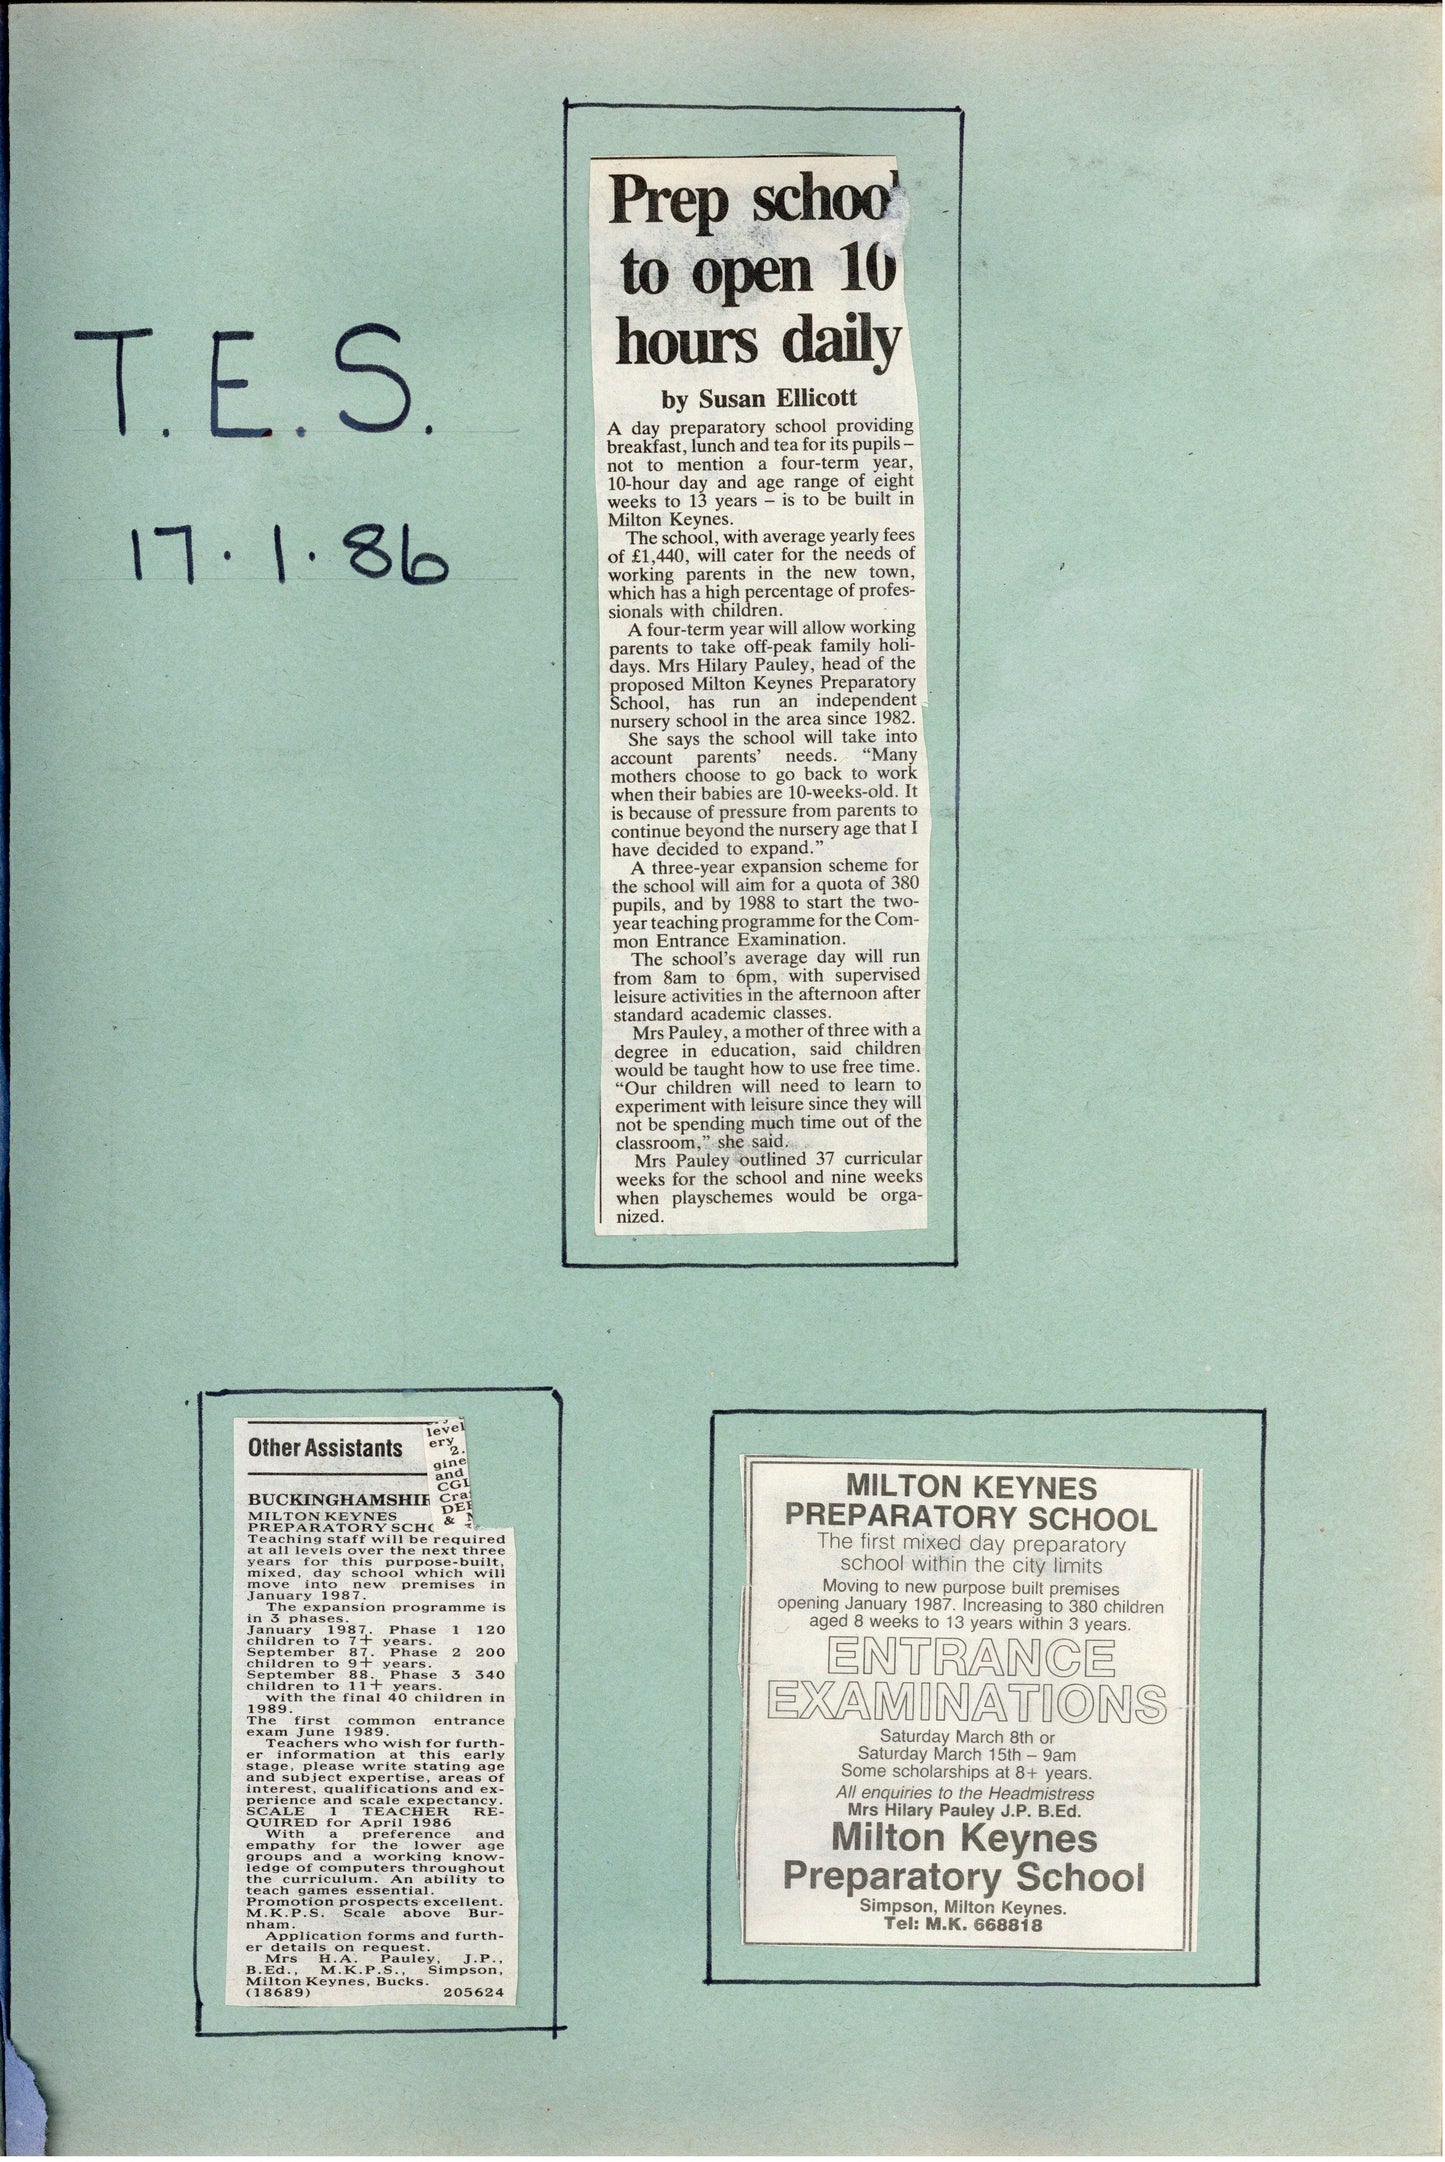 T.E.S.
17.1.86
Prep school
to open 10
hours daily
by Susan Ellicott
A day preparatory school providing
breakfast, lunch and tea for its pupils –
not to mention a four-term year,
10-hour day and age range of eight
weeks to 13 years – is to be built in
Milton Keynes.
The school, with average yearly fees
of £1,440, will cater for the needs of
working parents in the new town,
which has a high percentage of profes-
sionals with children.
A four-term year will allow working
parents to take off-peak family holi-
days. Mrs Hilary Pauley, head of the
proposed Milton Keynes Preparatory
School, has run an independent
nursery school in the area since 1982.
She says the school will take into
account parents' needs. “Many
mothers choose to go back to work
when their babies are 10-weeks-old. It
is because of pressure from parents to
continue beyond the nursery age that I
have decided to expand.”
A three-year expansion scheme for
the school will aim for a quota of 380
pupils, and by 1988 to start the two-
year teaching programme for the Com-
mon Entrance Examination.
The school's average day will run
from 8am to 6pm, with supervised
leisure activities in the afternoon after
standard academic classes.
Mrs Pauley, a mother of three with a
degree in education, said children
would be taught how to use free time.
“Our children will need to learn to
experiment with leisure since they will
not be spending much time out of the
classroom,” she said.
Mrs Pauley outlined 37 curricular
weeks for the school and nine weeks
when playschemes would be orga-
nized.
Other Assistants
level
ery
2.
gine
and
CGL
Cra
DE
&
BUCKINGHAMSHI
MILTON KEYNES
PREPARATORY SCH
Teaching staff will be required
at all levels over the next three
years for this purpose-built,
mixed, day school which will
move into new premises in
January 1987.
The expansion programme is
in 3 phases.
January 1987. Phase 1 120
children to 7+ years.
September 87. Phase 2 200
children to 9+ years.
September 88. Phase 3 340
children to 11+ years.
with the final 40 children in
1989.
The first common entrance
exam June 1989.
Teachers who wish for furth-
er information at this early
stage, please write stating age
and subject expertise, areas of
interest, qualifications and ex-
perience and scale expectancy.
SCALE 1 TEACHER RE-
QUIRED for April 1986
With a preference and
empathy for the lower age
groups and a working know-
ledge of computers throughout
the curriculum. An ability to
teach games essential.
Promotion prospects excellent.
M.K.P.S. Scale above Bur-
nham.
Application forms and furth-
er details on request.
Mrs H.A. Pauley, J.P.,
B.Ed., M.K.P.S., Simpson,
Milton Keynes, Bucks.
(18689) 205624
MILTON KEYNES
PREPARATORY SCHOOL
The first mixed day preparatory
school within the city limits
Moving to new purpose built premises
opening January 1987. Increasing to 380 children
aged 8 weeks to 13 years within 3 years.
ENTRANCE
EXAMINATIONS
Saturday March 8th or
Saturday March 15th – 9am
Some scholarships at 8+ years.
All enquiries to the Headmistress
Mrs Hilary Pauley J.P. B.Ed.
Milton Keynes
Preparatory School
Simpson, Milton Keynes.
Tel: M.K. 668818